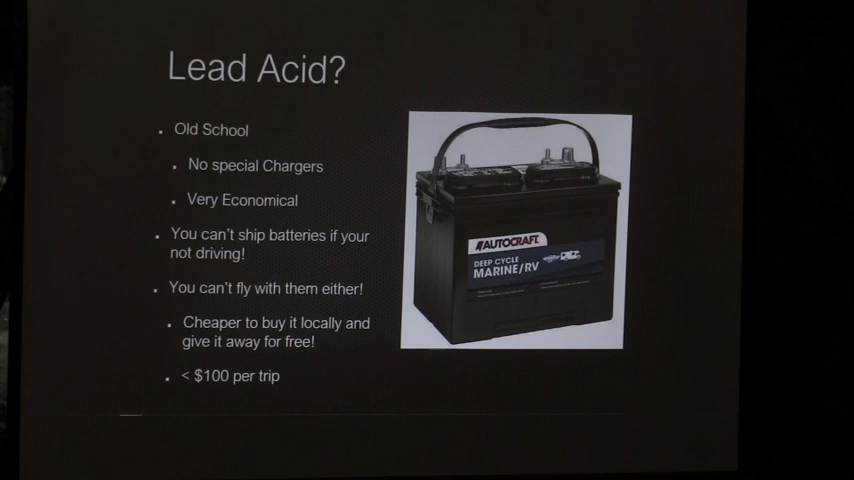 Lead Acid?
Old School
No special Chargers
Very Economical
You can't ship batteries if your
not driving!
You can't fly with them either!
Cheaper to buy it locally and
give it away for free!
< $100 per trip
AUTOCRAFT
DEEP CYCLE
MARINE/RV